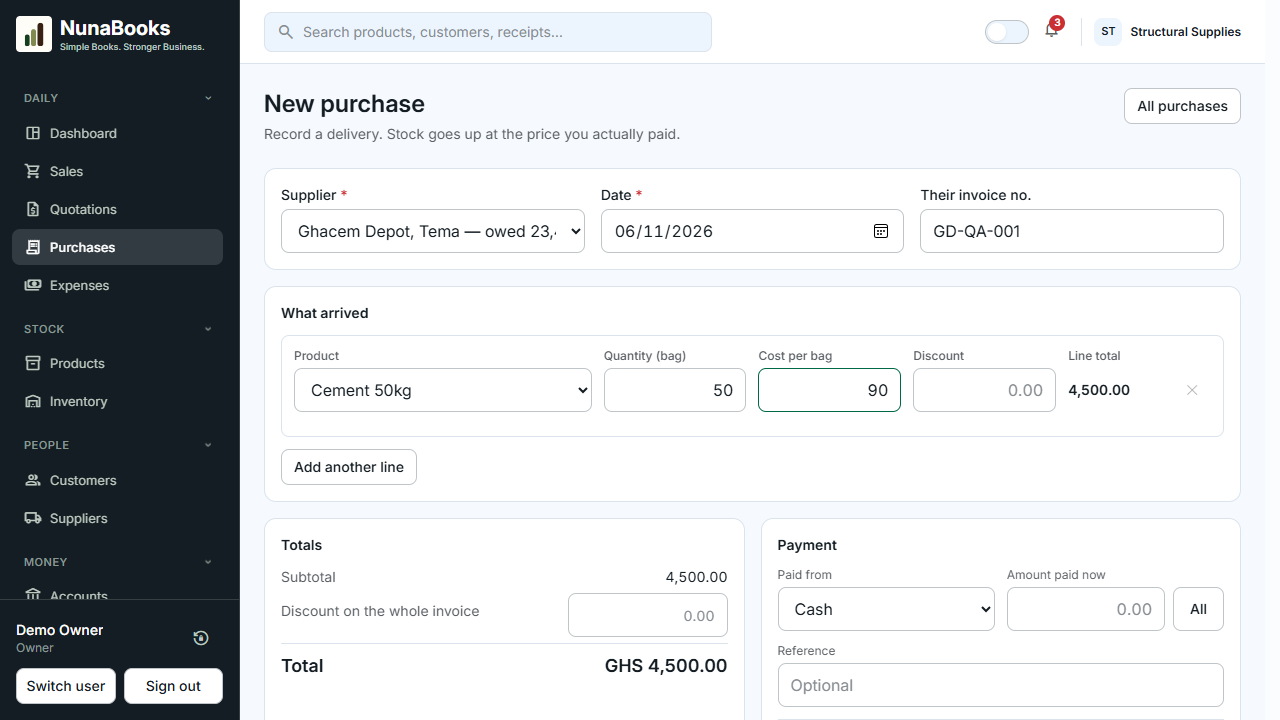 NunaBooks
Simple Books. Stronger Business.
DAILY
Dashboard
Sales
Quotations
Purchases
Expenses
STOCK
Products
Inventory
PEOPLE
Customers
Suppliers
MONEY
Accounts
Demo Owner
Owner
Switch user
Sign out
Search products, customers, receipts...
3
ST
Structural Supplies
New purchase
Record a delivery. Stock goes up at the price you actually paid.
All purchases
Supplier *
Date *
Their invoice no.
Ghacem Depot, Tema — owed 23,
06/11/2026
GD-QA-001
What arrived
Product
Quantity (bag)
Cost per bag
Discount
Line total
Cement 50kg
50
90
0.00
4,500.00
Add another line
Totals
Subtotal
4,500.00
Discount on the whole invoice
0.00
Total
GHS 4,500.00
Payment
Paid from
Amount paid now
Cash
0.00
All
Reference
Optional